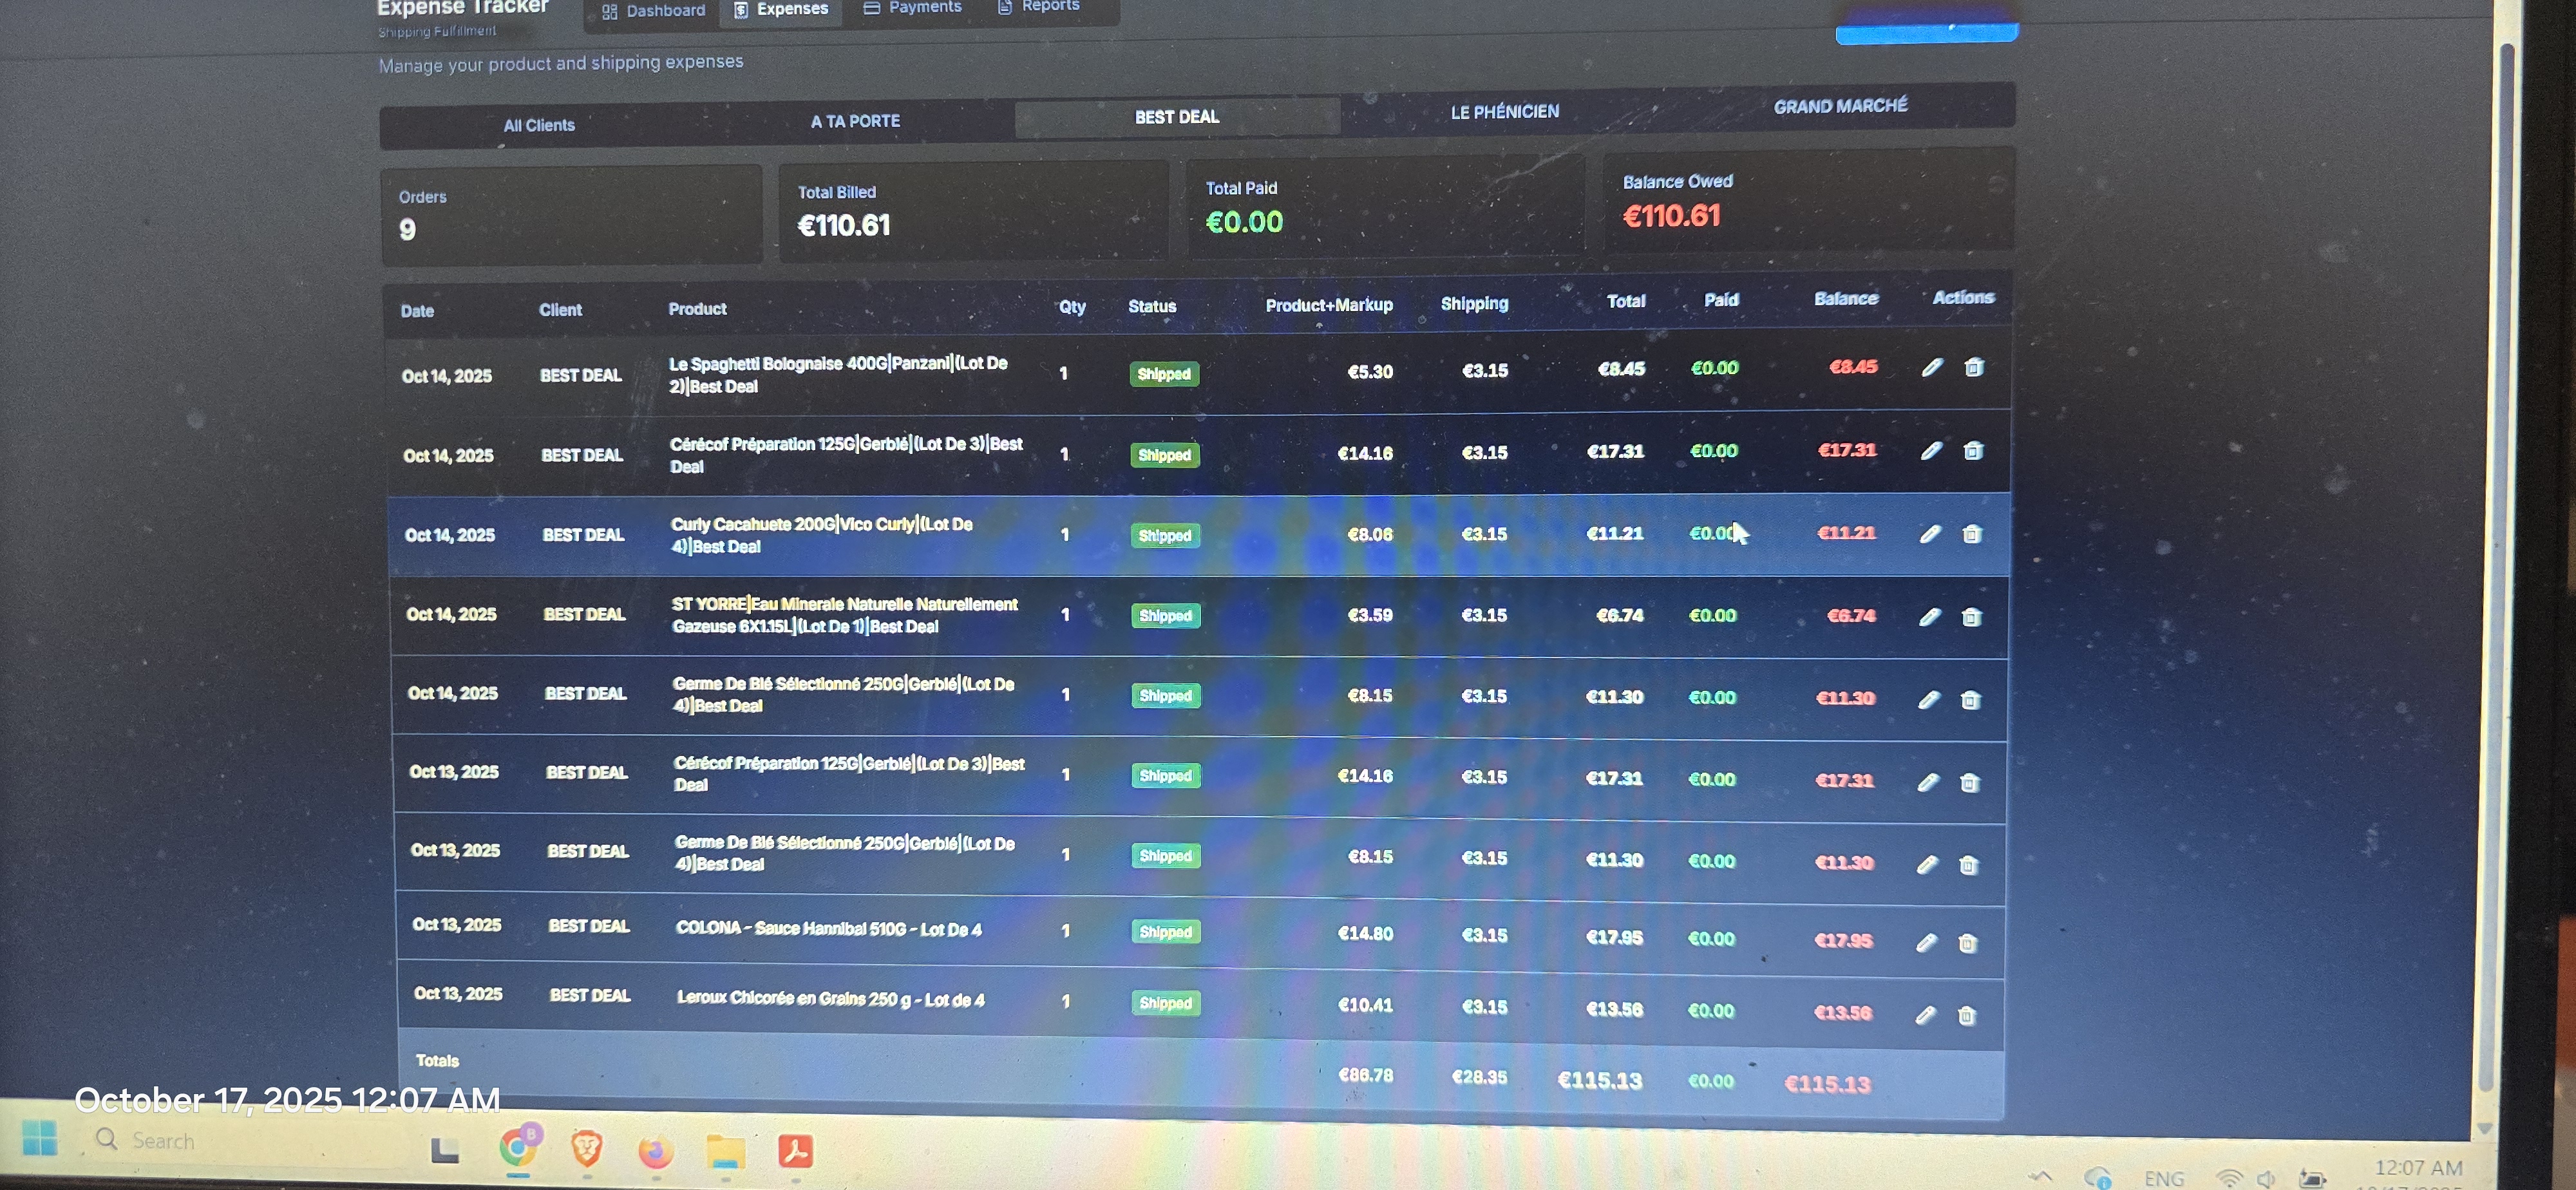 Expense Tracker
Shipping Fulfillment
Dashboard
Expenses
Payments
Reports
Manage your product and shipping expenses
All Clients
A TA PORTE
BEST DEAL
LE PHÉNICIEN
GRAND MARCHÉ
Orders
9
Total Billed
€110.61
Total Paid
€0.00
Balance Owed
€110.61
Date Client Product Qty Status Product+Markup Shipping Total Paid Balance Actions
Oct 14, 2025 BEST DEAL Le Spaghetti Bolognaise 400G|Panzani|(Lot De
2)|Best Deal
1 Shipped €5.30 €3.15 €8.45 €0.00 €8.45
Oct 14, 2025 BEST DEAL Cérécof Préparation 125G|Gerblé|(Lot De 3)|Best
Deal
1 Shipped €14.16 €3.15 €17.31 €0.00 €17.31
Oct 14, 2025 BEST DEAL Curly Cacahuete 200G|Vico Curly|(Lot De
4)|Best Deal
1 Shipped €8.06 €3.15 €11.21 €0.00 €11.21
Oct 14, 2025 BEST DEAL ST YORRE|Eau Minerale Naturelle Naturellement
Gazeuse 6X1.15L|(Lot De 1)|Best Deal
1 Shipped €3.59 €3.15 €6.74 €0.00 €6.74
Oct 14, 2025 BEST DEAL Germe De Blé Sélectionné 250G|Gerblé|(Lot De
4)|Best Deal
1 Shipped €8.15 €3.15 €11.30 €0.00 €11.30
Oct 13, 2025 BEST DEAL Cérécof Préparation 125G|Gerblé|(Lot De 3)|Best
Deal
1 Shipped €14.16 €3.15 €17.31 €0.00 €17.31
Oct 13, 2025 BEST DEAL Germe De Blé Sélectionné 250G|Gerblé|(Lot De
4)|Best Deal
1 Shipped €8.15 €3.15 €11.30 €0.00 €11.30
Oct 13, 2025 BEST DEAL COLONA - Sauce Hannibal 510G - Lot De 4 1 Shipped €14.80 €3.15 €17.95 €0.00 €17.95
Oct 13, 2025 BEST DEAL Leroux Chicorée en Grains 250 g - Lot de 4 1 Shipped €10.41 €3.15 €13.56 €0.00 €13.56
Totals €86.78 €28.35 €115.13 €0.00 €115.13
October 17, 2025 12:07 AM
Search
B
ENG
12:07 AM